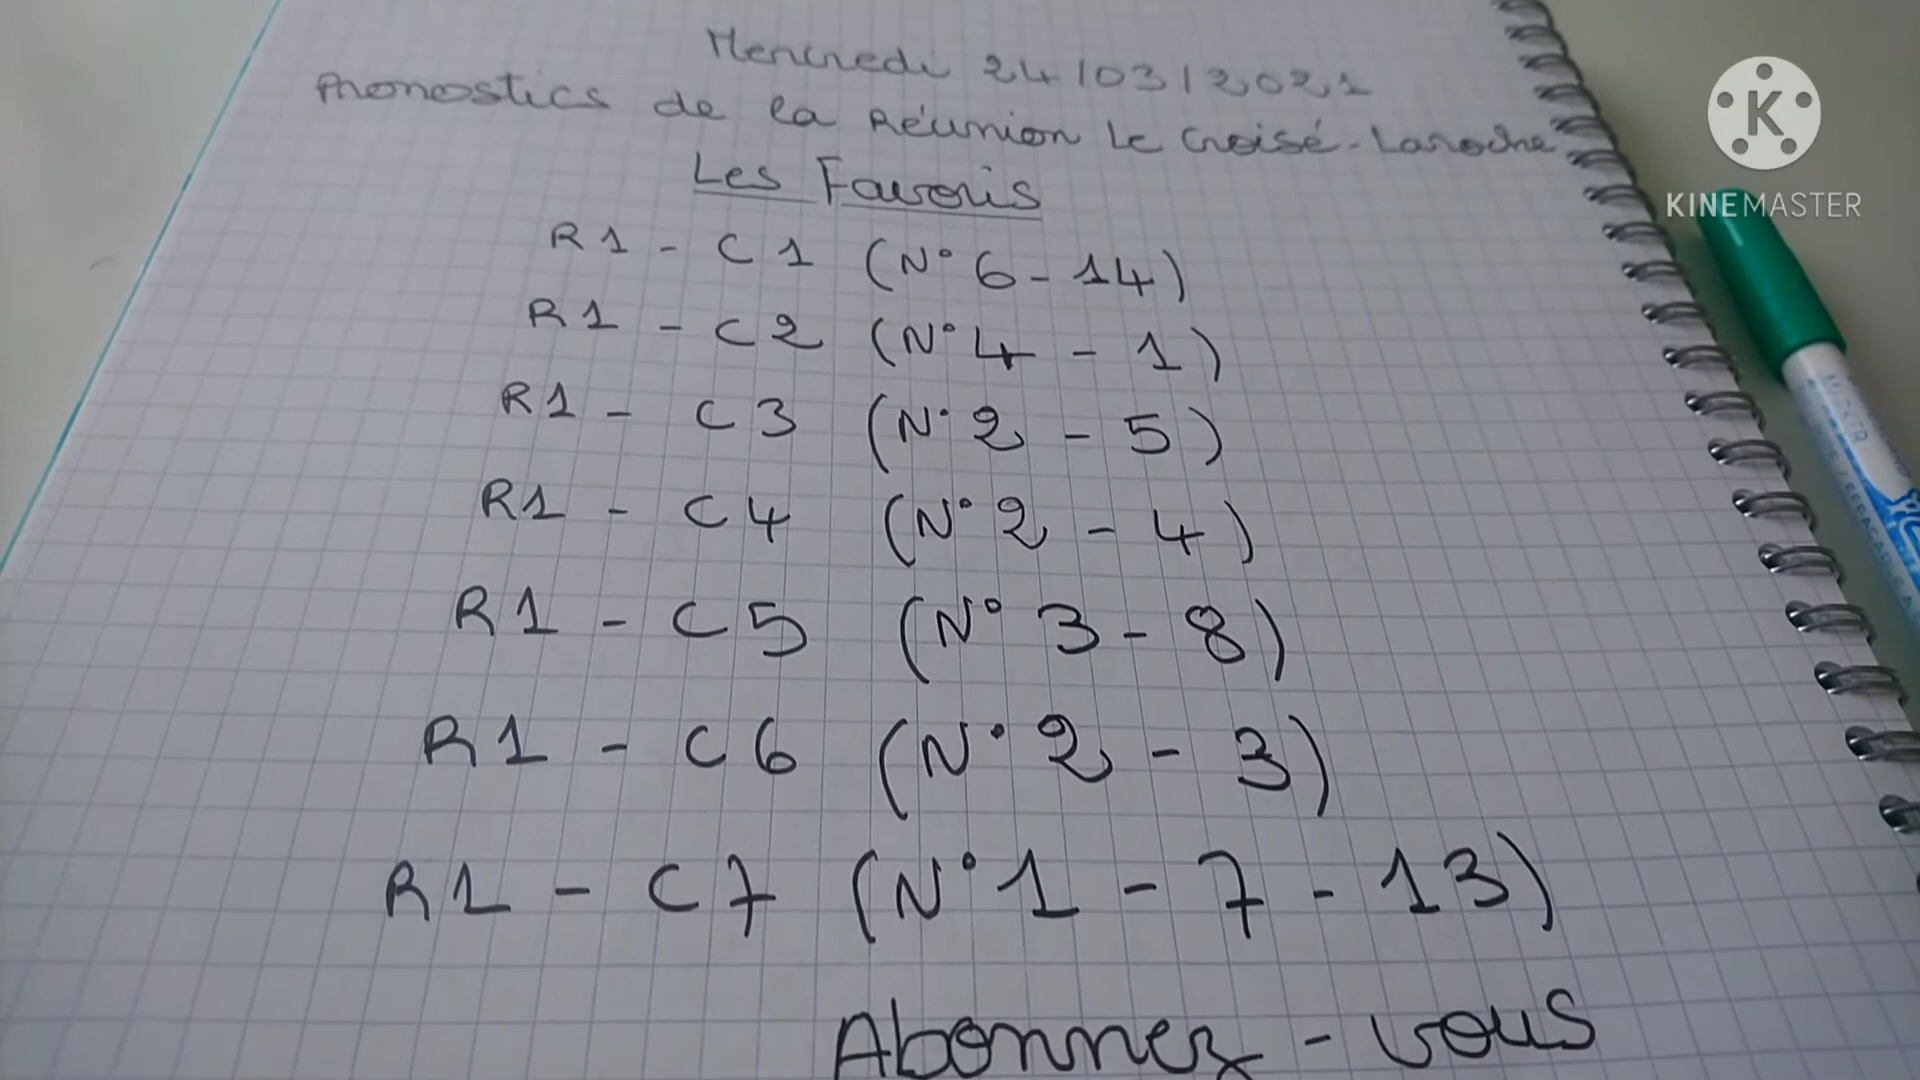 Mercredi 24/03/2021
Pronostics de la Réunion Le Croisé-Laroche
Les Favoris
R1 - C1 (N° 6 - 14)
R1 - C2 (N° 4 - 1)
R1 - C3 (N° 2 - 5)
R1 - C4 (N° 2 - 4)
R1 - C5 (N° 3 - 8)
R1 - C6 (N° 2 - 3)
R1 - C7 (N° 1 - 7 - 13)
Abonnez-vous
K
KINEMASTER